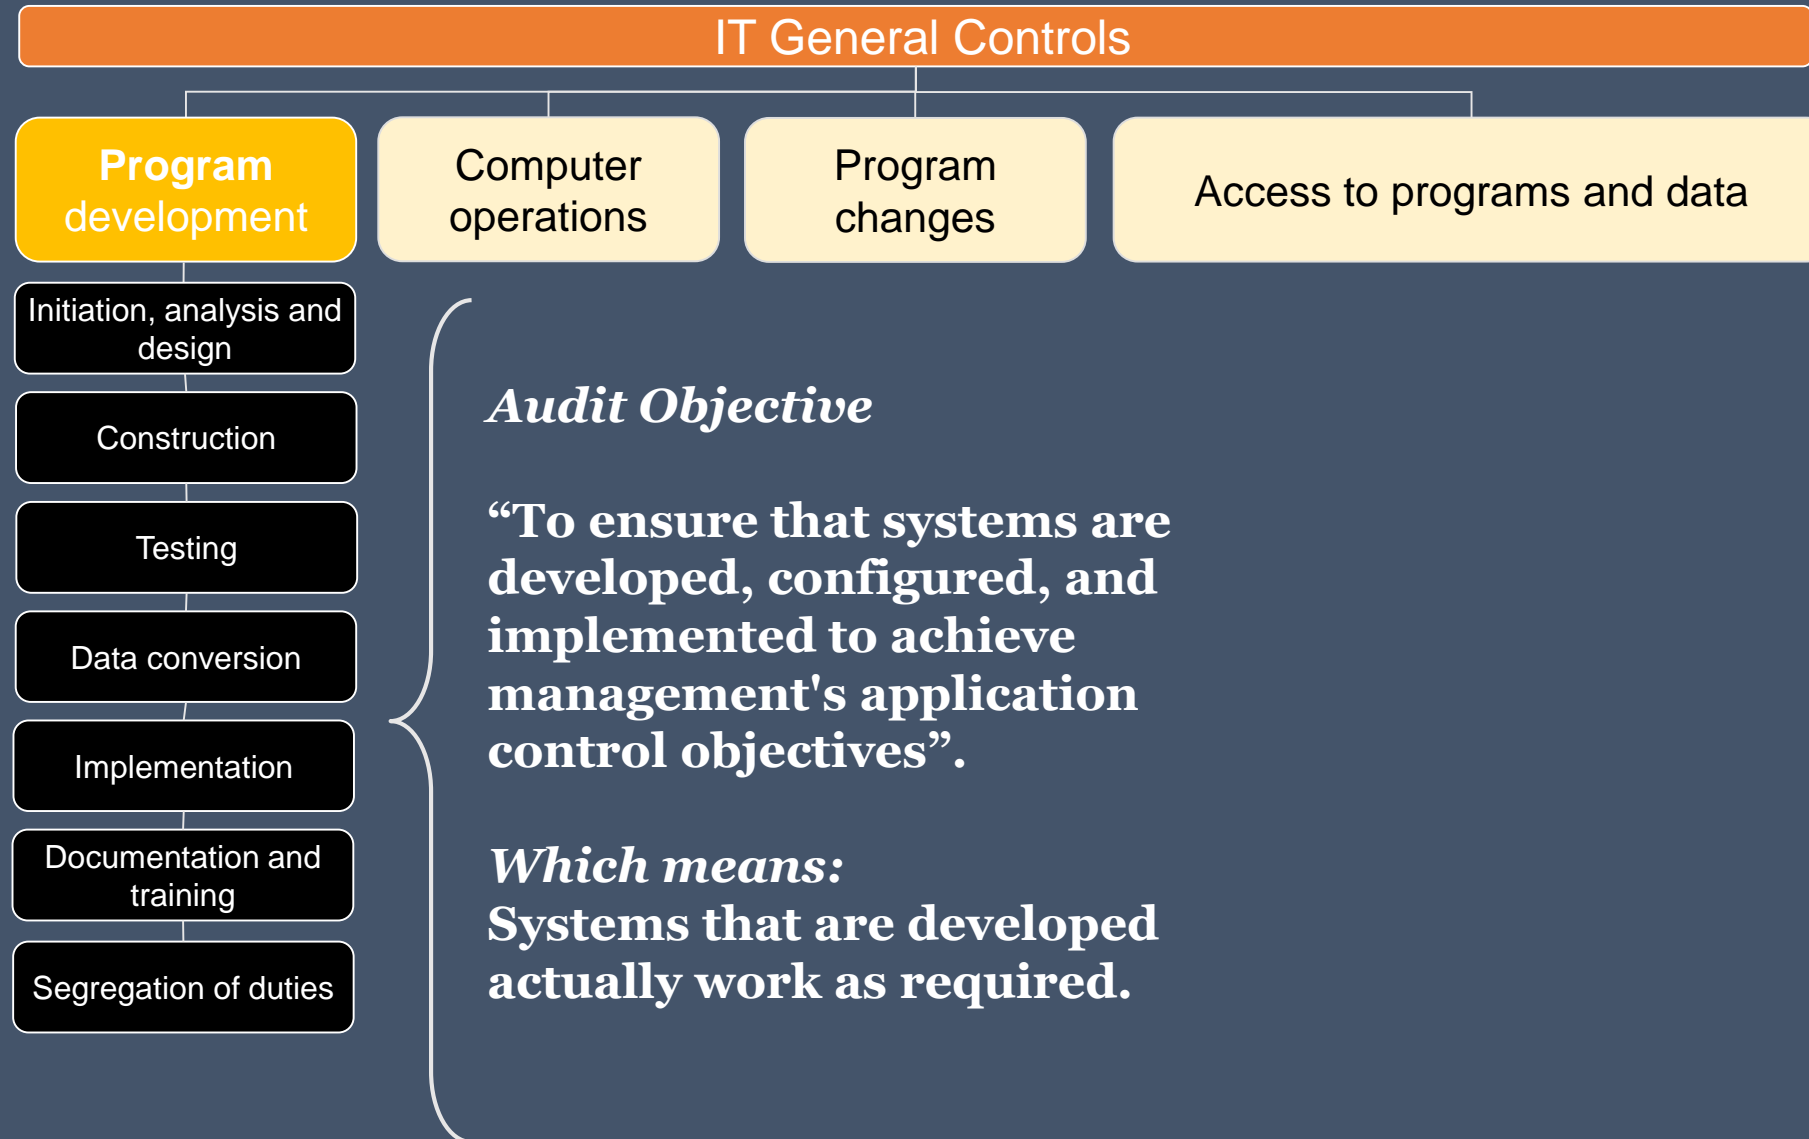 IT General Controls
Program
development
Computer
operations
Program
changes
Access to programs and data
Initiation, analysis and
design
Construction
Testing
Data conversion
Implementation
Documentation and
training
Segregation of duties
Audit Objective
“To ensure that systems are
developed, configured, and
implemented to achieve
management's application
control objectives”.
Which means:
Systems that are developed
actually work as required.